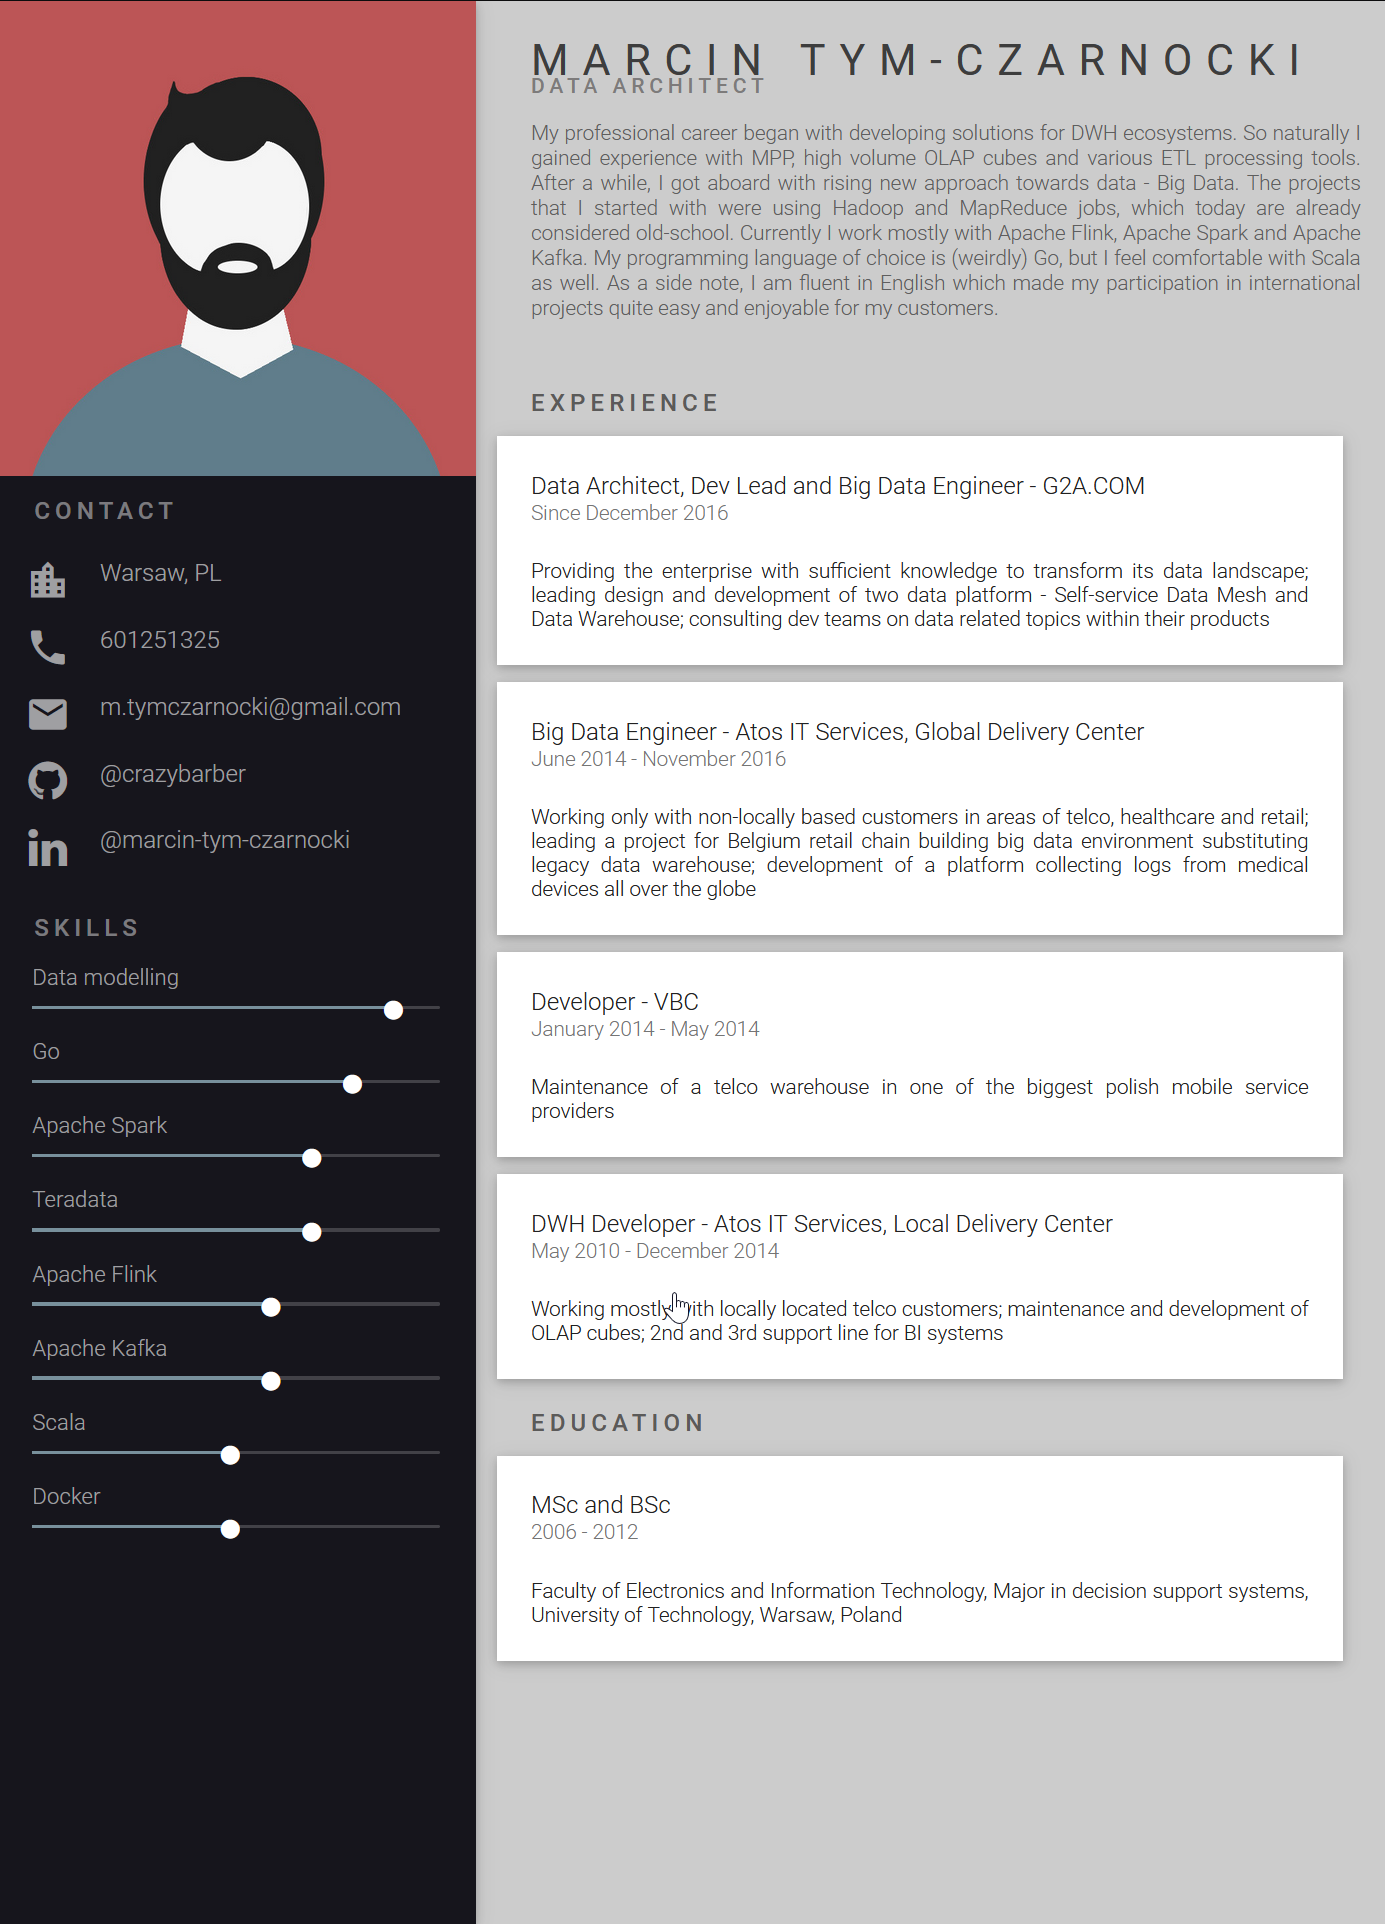 MARCIN TYM-CZARNOCKI
DATA ARCHITECT
My professional career began with developing solutions for DWH ecosystems. So naturally I
gained experience with MPP, high volume OLAP cubes and various ETL processing tools.
After a while, I got aboard with rising new approach towards data - Big Data. The projects
that I started with were using Hadoop and MapReduce jobs, which today are already
considered old-school. Currently I work mostly with Apache Flink, Apache Spark and Apache
Kafka. My programming language of choice is (weirdly) Go, but I feel comfortable with Scala
as well. As a side note, I am fluent in English which made my participation in international
projects quite easy and enjoyable for my customers.
CONTACT
Warsaw, PL
601251325
m.tymczarnocki@gmail.com
@crazybarber
in
@marcin-tym-czarnocki
SKILLS
Data modelling
Go
Apache Spark
Teradata
Apache Flink
Apache Kafka
Scala
Docker
EXPERIENCE
Data Architect, Dev Lead and Big Data Engineer - G2A.COM
Since December 2016
Providing the enterprise with sufficient knowledge to transform its data landscape;
leading design and development of two data platform - Self-service Data Mesh and
Data Warehouse; consulting dev teams on data related topics within their products
Big Data Engineer - Atos IT Services, Global Delivery Center
June 2014 - November 2016
Working only with non-locally based customers in areas of telco, healthcare and retail;
leading a project for Belgium retail chain building big data environment substituting
legacy data warehouse; development of a platform collecting logs from medical
devices all over the globe
Developer - VBC
January 2014 - May 2014
Maintenance of a telco warehouse in one of the biggest polish mobile service
providers
DWH Developer - Atos IT Services, Local Delivery Center
May 2010 - December 2014
Working mostly with locally located telco customers; maintenance and development of
OLAP cubes; 2nd and 3rd support line for BI systems
EDUCATION
MSc and BSc
2006 - 2012
Faculty of Electronics and Information Technology, Major in decision support systems,
University of Technology, Warsaw, Poland